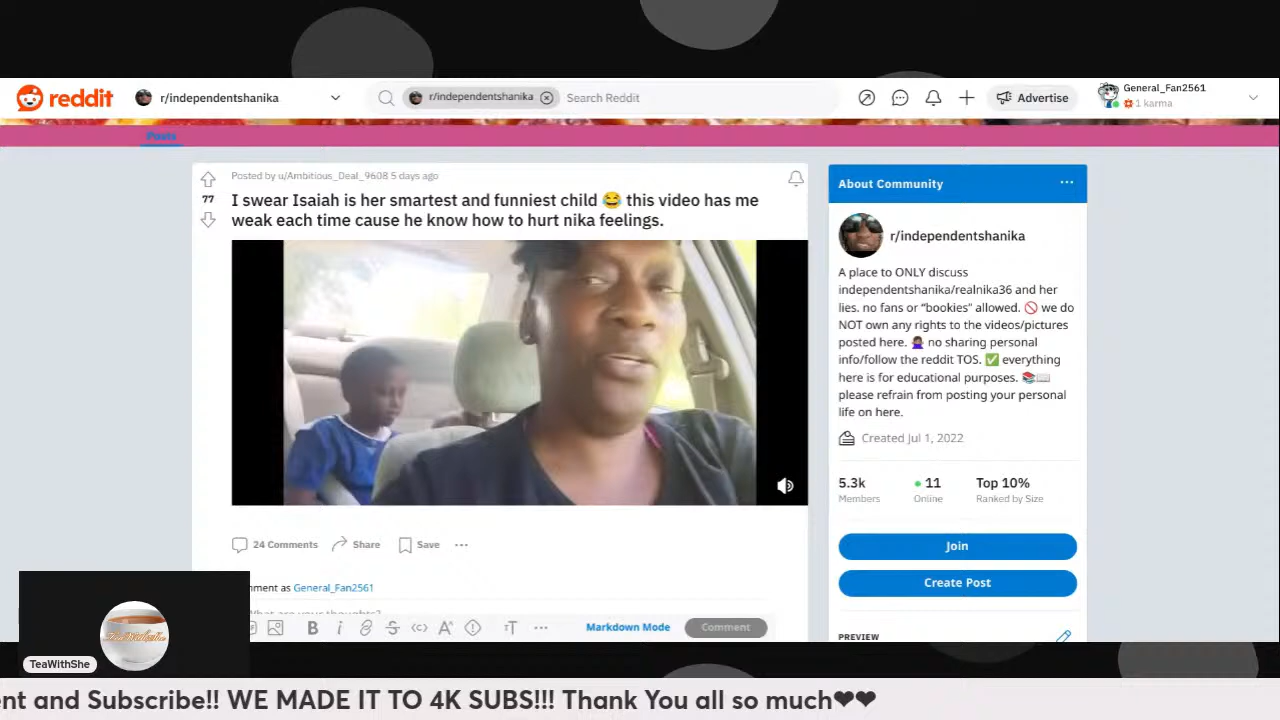 reddit
r/independentshanika
r/independentshanika
Search Reddit
Advertise
General_Fan2561
1 karma
Posts
Posted by u/Ambitious_Deal_9608 5 days ago
77
I swear Isaiah is her smartest and funniest child 😂 this video has me
weak each time cause he know how to hurt nika feelings.
24 Comments
Share
Save
mment as General_Fan2561
What are your thoughts?
B
i
Markdown Mode
Comment
About Community
r/independentshanika
A place to ONLY discuss
independentshanika/realnika36 and her
lies. no fans or “bookies” allowed. 🚫 we do
NOT own any rights to the videos/pictures
posted here. 🙅🏾‍♀️ no sharing personal
info/follow the reddit TOS. ✅ everything
here is for educational purposes. 📚📖
please refrain from posting your personal
life on here.
Created Jul 1, 2022
5.3k
Members
11
Online
Top 10%
Ranked by Size
Join
Create Post
PREVIEW
TeaWithShe
TeaWithShe
ent and Subscribe!! WE MADE IT TO 4K SUBS!!! Thank You all so much❤❤